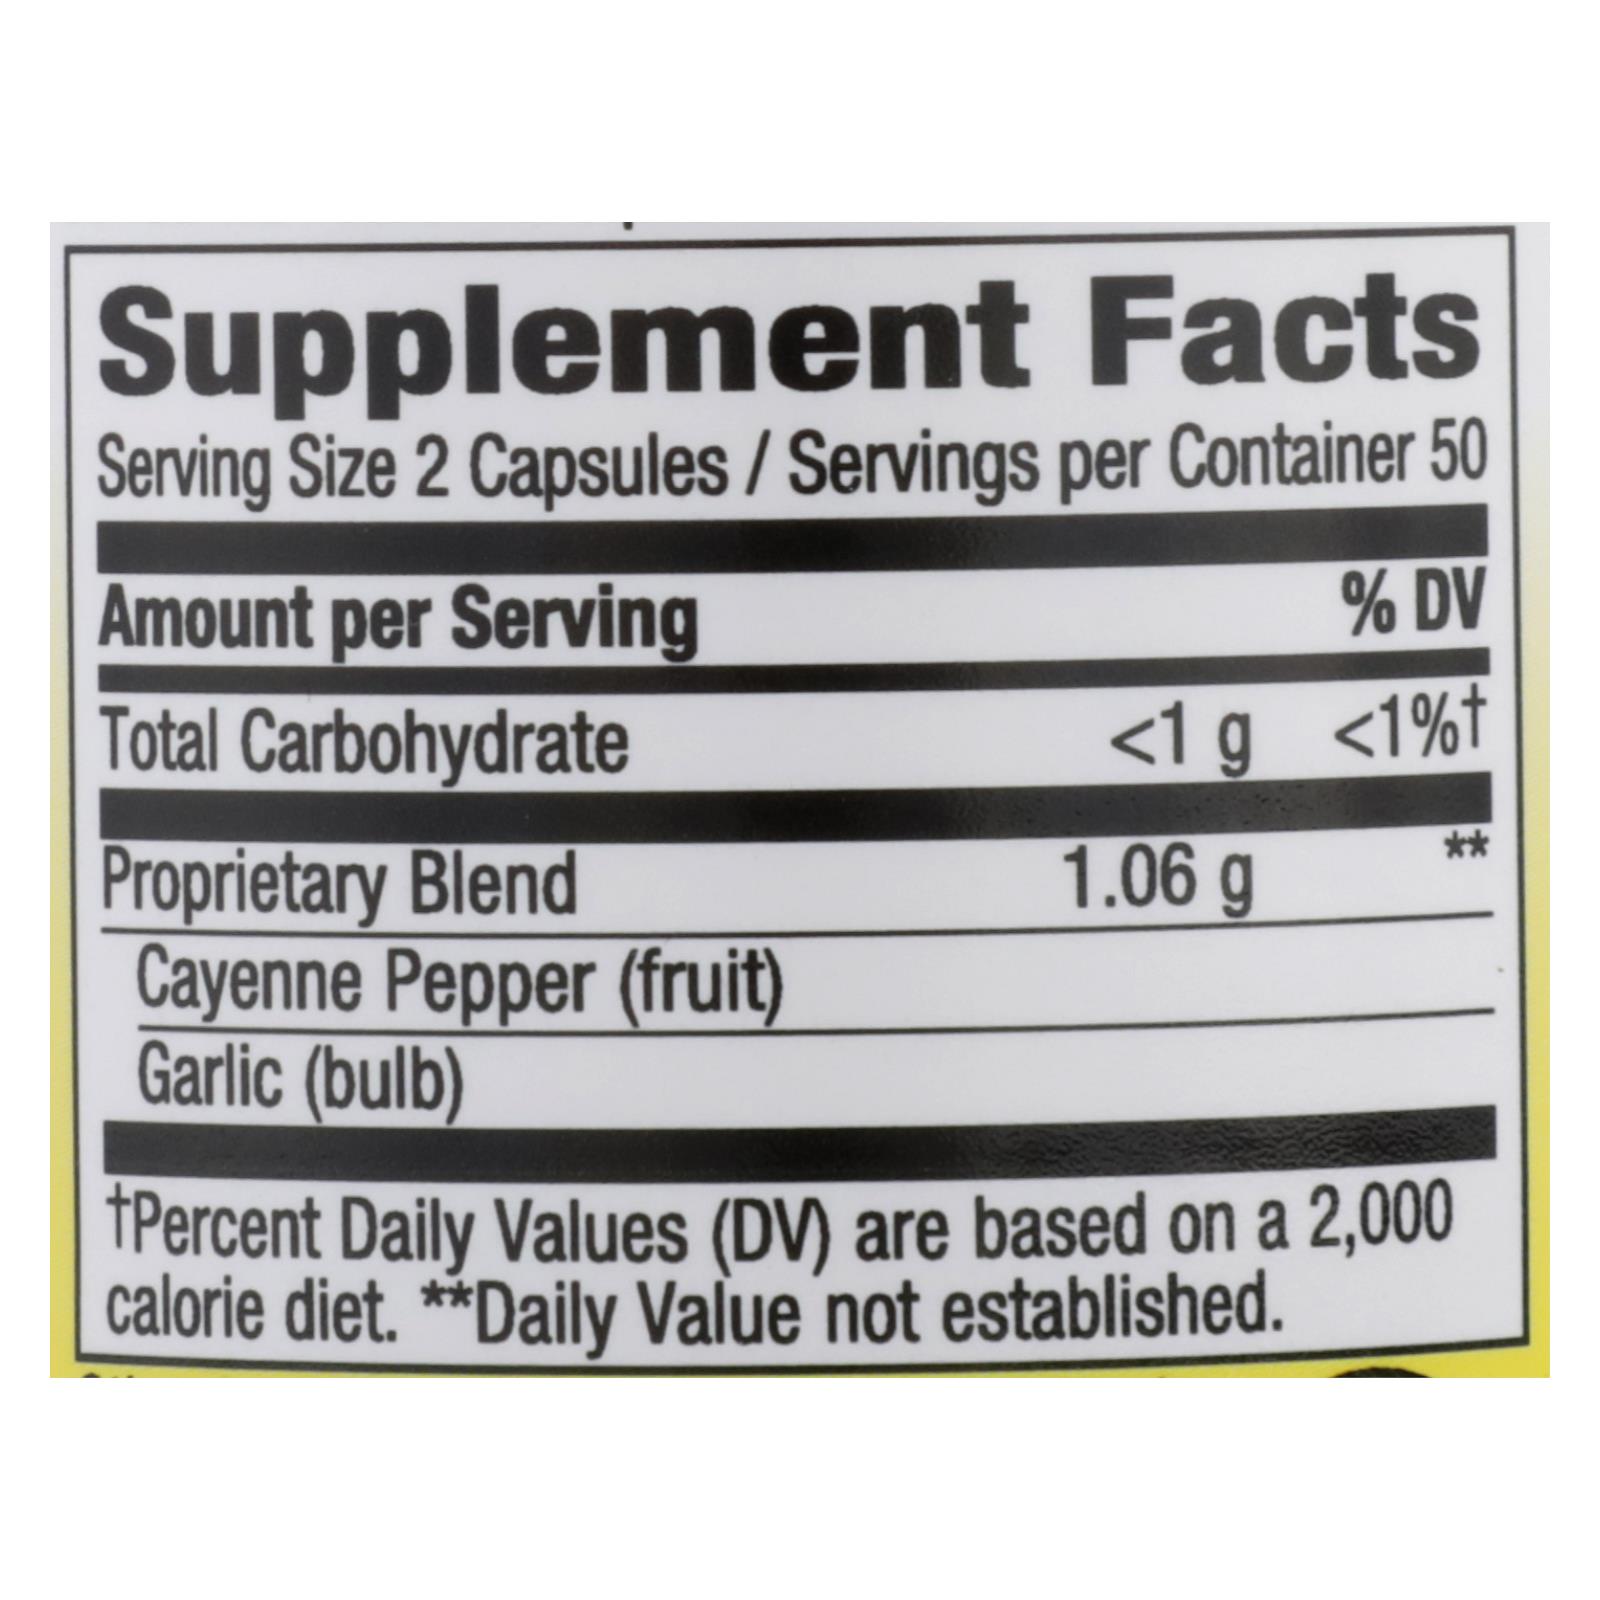 Supplement Facts
Serving Size 2 Capsules / Servings per Container 50
Amount per Serving % DV
Total Carbohydrate <1 g <1%†
Proprietary Blend 1.06 g **
Cayenne Pepper (fruit)
Garlic (bulb)
†Percent Daily Values (DV) are based on a 2,000
calorie diet. **Daily Value not established.